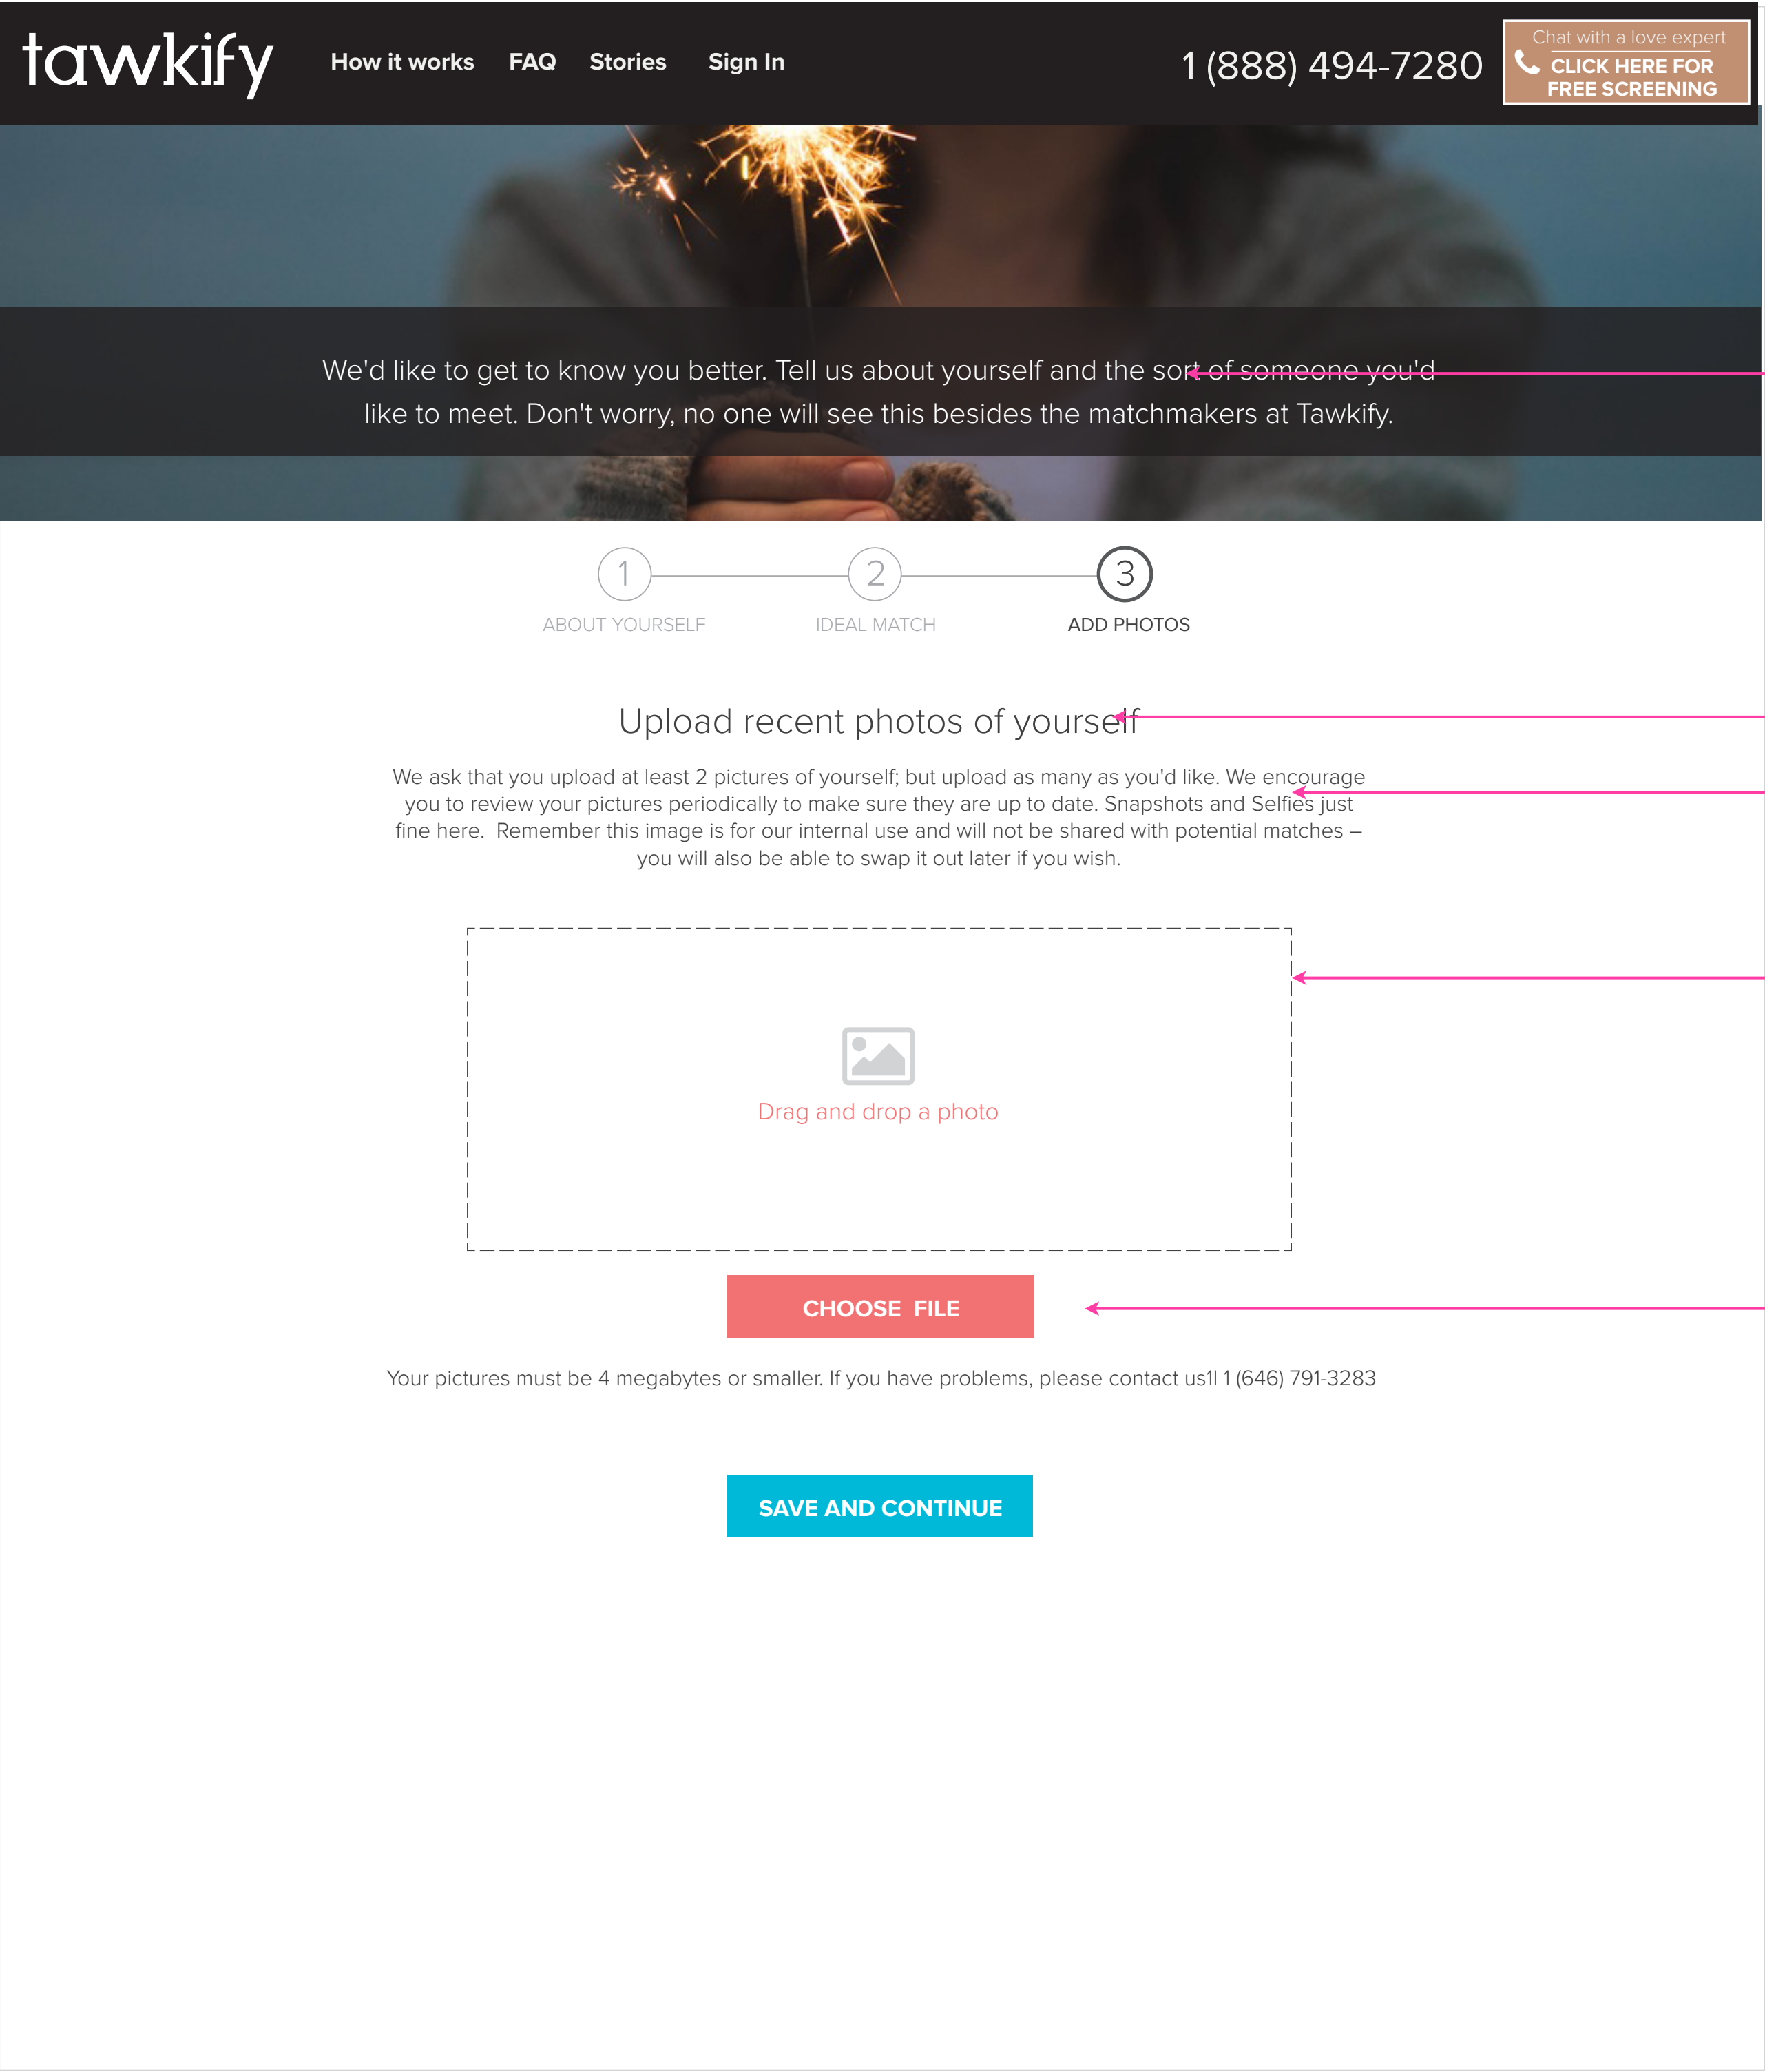 tawkify
How it works FAQ Stories Sign In
1 (888) 494-7280
Chat with a love expert
CLICK HERE FOR
FREE SCREENING
We'd like to get to know you better. Tell us about yourself and the sort of someone you'd
like to meet. Don't worry, no one will see this besides the matchmakers at Tawkify.
1 2 3
ABOUT YOURSELF IDEAL MATCH ADD PHOTOS
Upload recent photos of yourself
We ask that you upload at least 2 pictures of yourself; but upload as many as you'd like. We encourage
you to review your pictures periodically to make sure they are up to date. Snapshots and Selfies just
fine here. Remember this image is for our internal use and will not be shared with potential matches –
you will also be able to swap it out later if you wish.
Drag and drop a photo
CHOOSE FILE
Your pictures must be 4 megabytes or smaller. If you have problems, please contact us1l 1 (646) 791-3283
SAVE AND CONTINUE